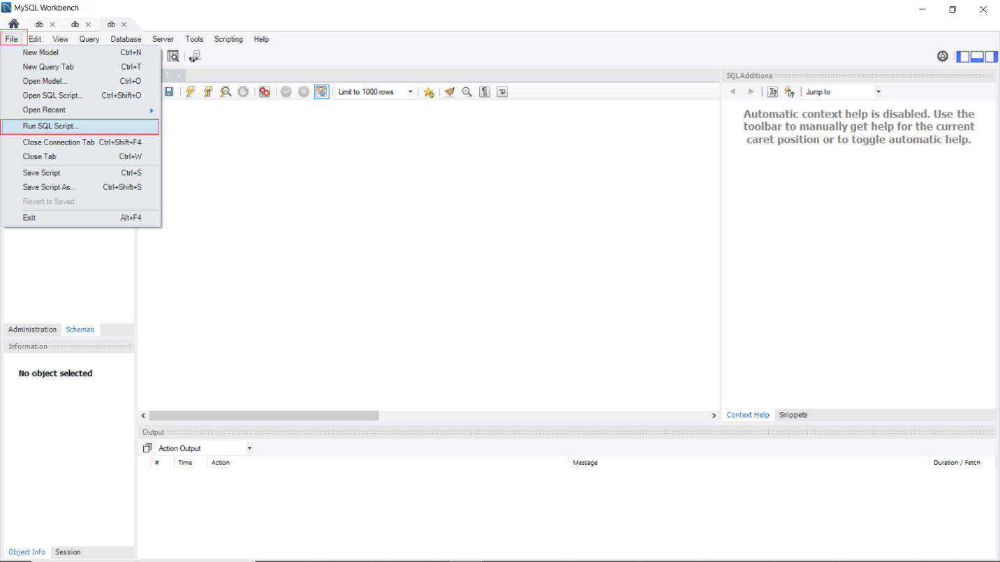 MySQL Workbench
db db db
File Edit View Query Database Server Tools Scripting Help
New Model Ctrl+N
New Query Tab Ctrl+T
Open Model... Ctrl+O
Open SQL Script... Ctrl+Shift+O
Open Recent
Run SQL Script...
Close Connection Tab Ctrl+Shift+F4
Close Tab Ctrl+W
Save Script Ctrl+S
Save Script As... Ctrl+Shift+S
Revert to Saved
Exit Alt+F4
1
Limit to 1000 rows
SQLAdditions
Jump to
Automatic context help is disabled. Use the
toolbar to manually get help for the current
caret position or to toggle automatic help.
Administration Schemas
Information
No object selected
Context Help Snippets
Output
Action Output
# Time Action Message Duration / Fetch
Object Info Session